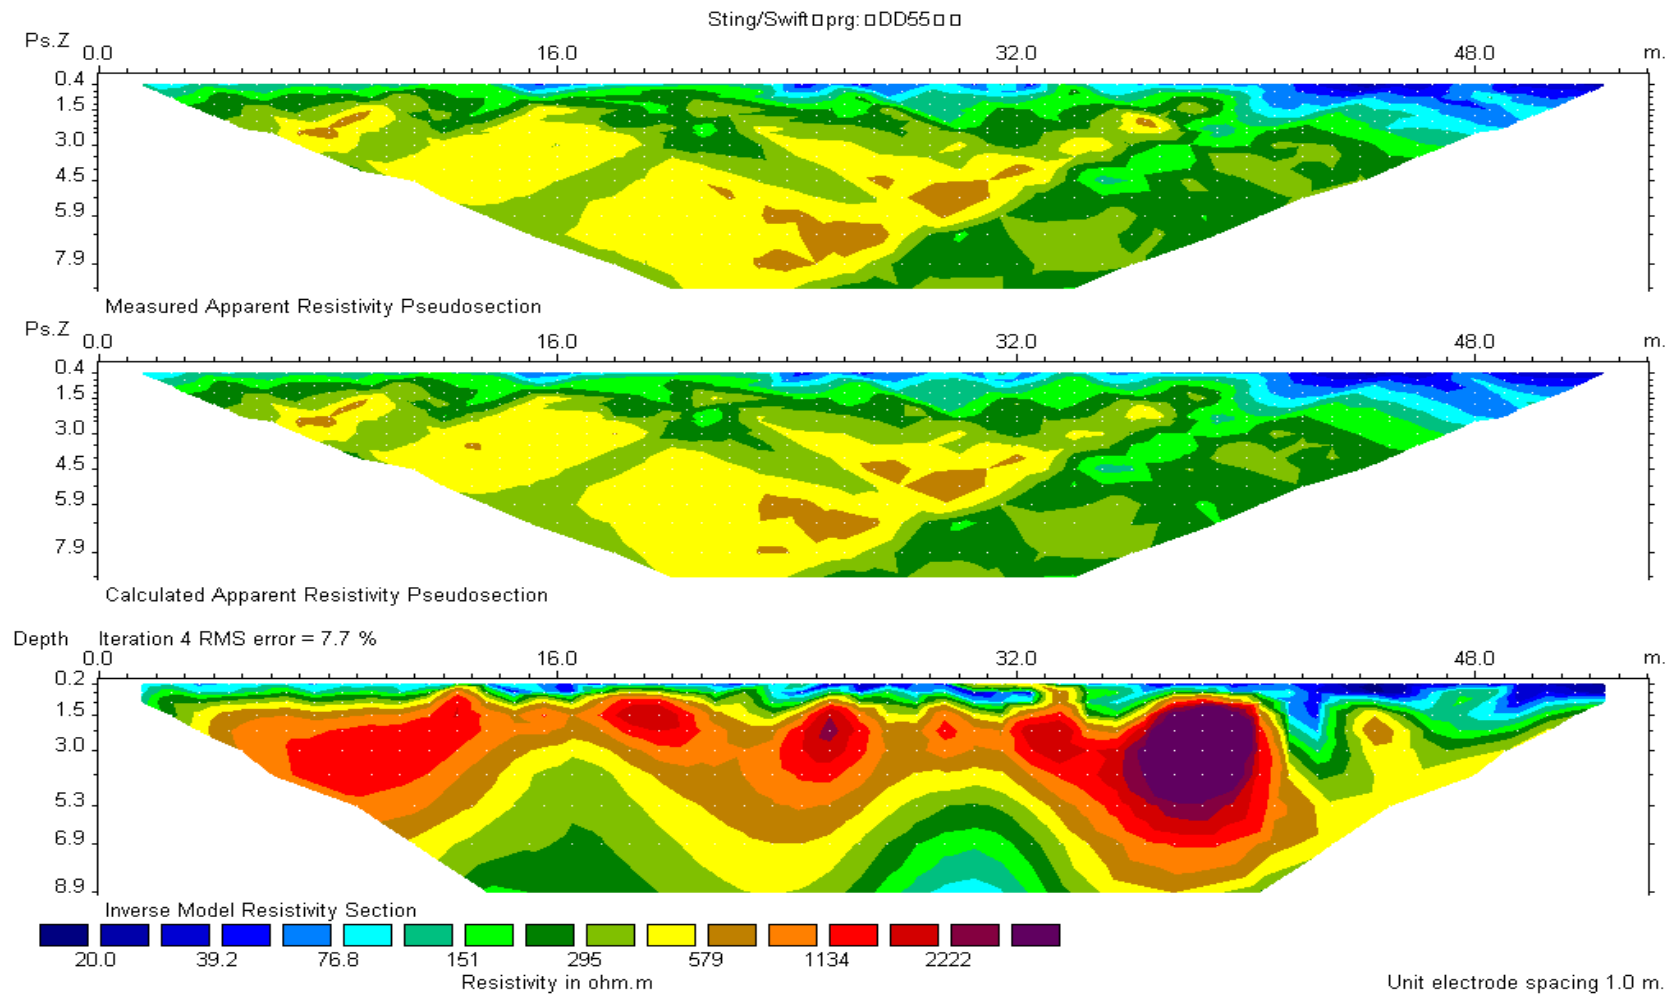 Sting/Swift□prg: □DD55□ □
Ps.Z 0.0 16.0 32.0 48.0 m.
0.4
1.5
3.0
4.5
5.9
7.9
Measured Apparent Resistivity Pseudosection
Ps.Z 0.0 16.0 32.0 48.0 m.
0.4
1.5
3.0
4.5
5.9
7.9
Calculated Apparent Resistivity Pseudosection
Depth Iteration 4 RMS error = 7.7 %
0.0 16.0 32.0 48.0 m.
0.2
1.5
3.0
5.3
6.9
8.9
Inverse Model Resistivity Section
20.0 39.2 76.8 151 295 579 1134 2222
Resistivity in ohm.m Unit electrode spacing 1.0 m.